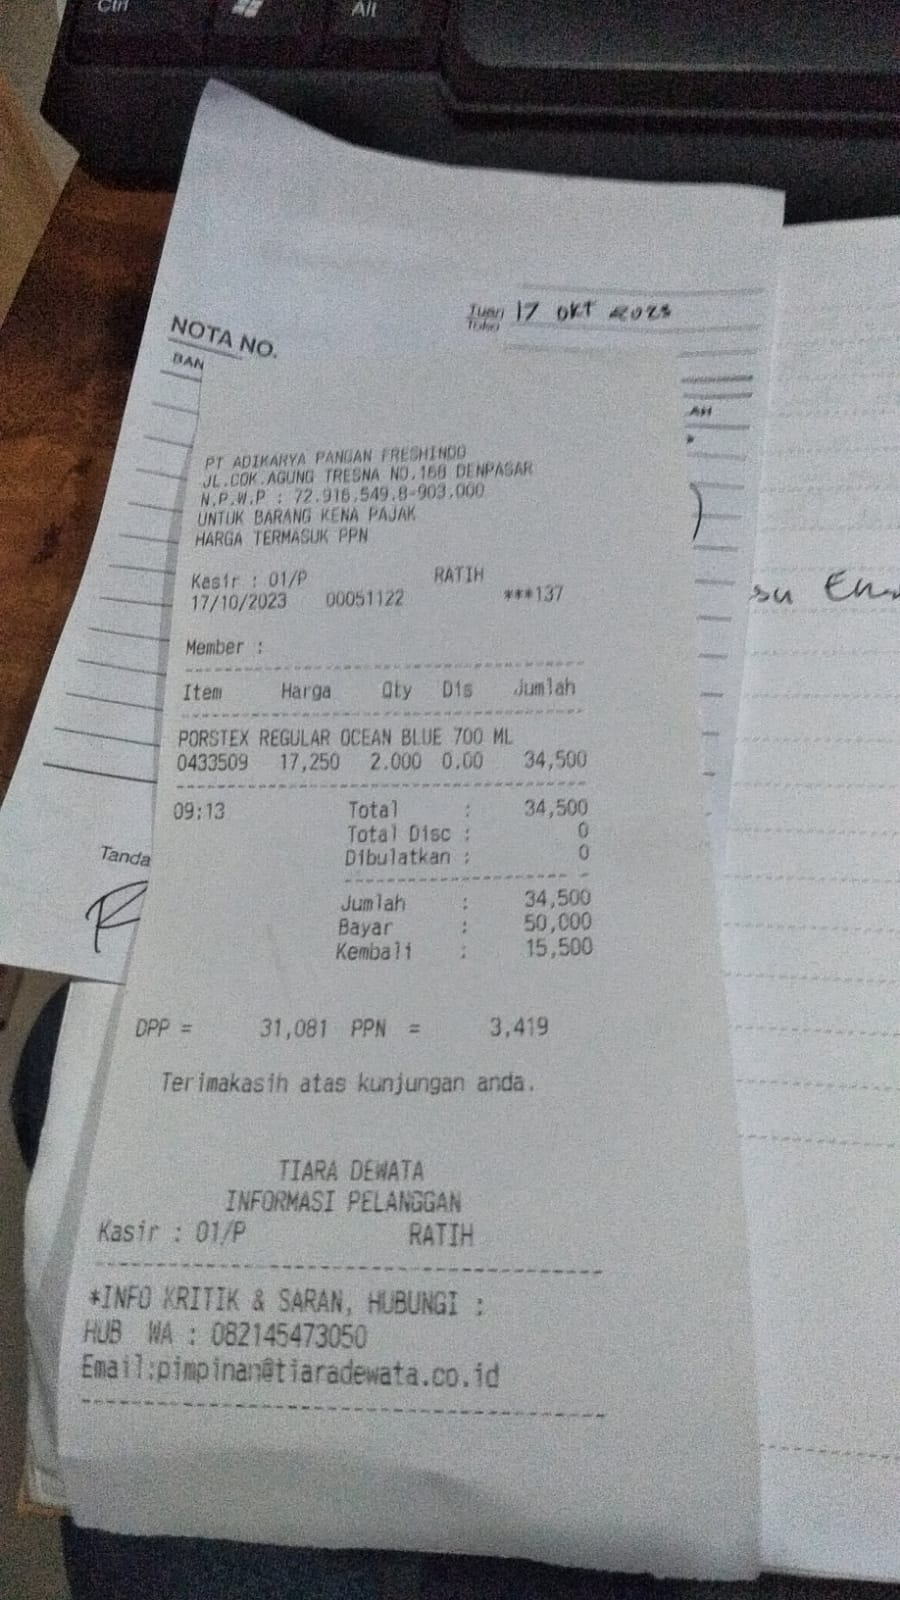 Ctrl
Alt
NOTA NO.
Tuan
Toko
17 OKT 2023
BAN
AH
PT ADIKARYA PANGAN FRESHINDO
JL.COK.AGUNG TRESNA NO.168 DENPASAR
N.P.W.P : 72.916.549.8-903.000
UNTUK BARANG KENA PAJAK
HARGA TERMASUK PPN
Kasir : 01/P RATIH
17/10/2023 00051122 ***137
Member :
Item Harga Qty Dis Jumlah
PORSTEX REGULAR OCEAN BLUE 700 ML
0433509 17,250 2.000 0.00 34,500
09:13 Total : 34,500
Total Disc : 0
Dibulatkan : 0
Jumlah : 34,500
Bayar : 50,000
Kembali : 15,500
DPP = 31,081 PPN = 3,419
Terimakasih atas kunjungan anda.
TIARA DEWATA
INFORMASI PELANGGAN
Kasir : 01/P RATIH
*INFO KRITIK & SARAN, HUBUNGI :
HUB WA : 082145473050
Email:pimpinan@tiaradewata.co.id
Tanda